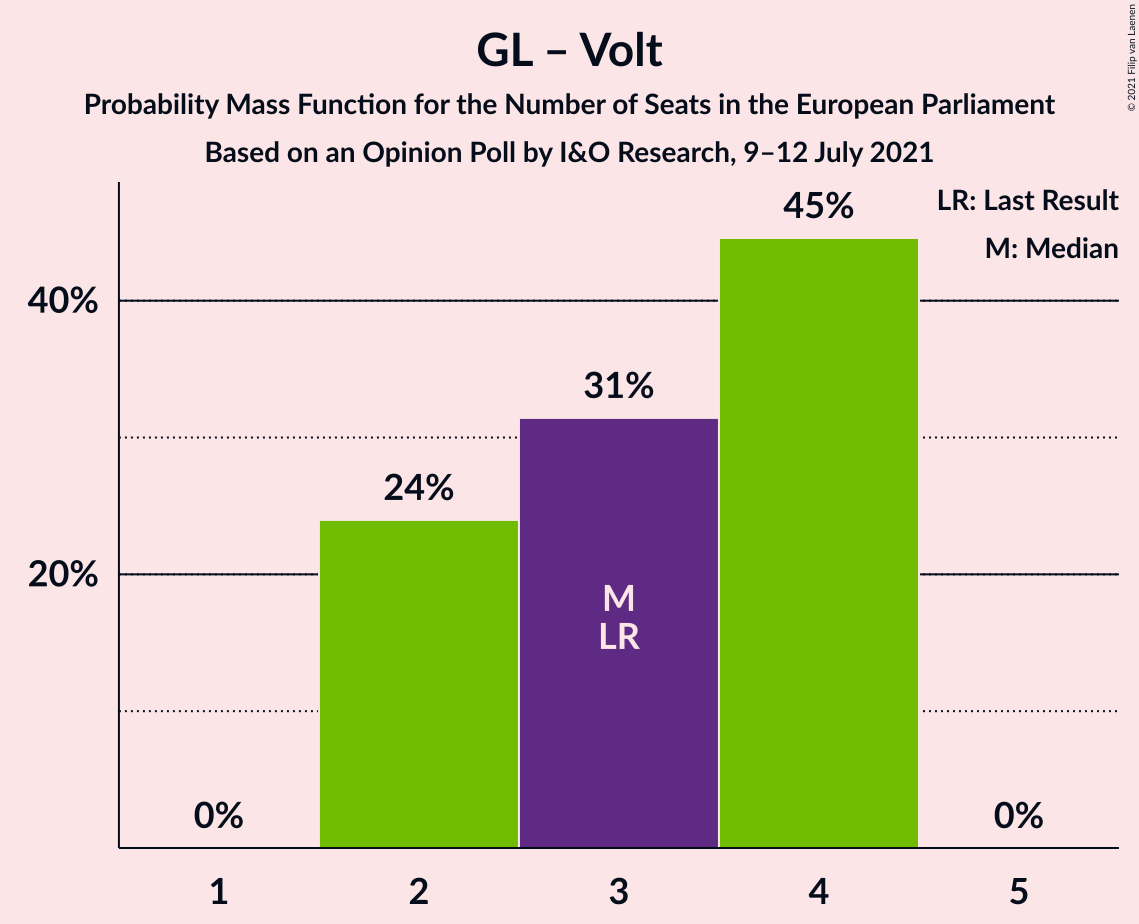 GL – Volt
Probability Mass Function for the Number of Seats in the European Parliament
Based on an Opinion Poll by I&O Research, 9–12 July 2021
© 2021 Filip van Laenen
LR: Last Result
M: Median
45%
40%
31%
24%
20%
M
LR
0%
0%
1
2
3
4
5